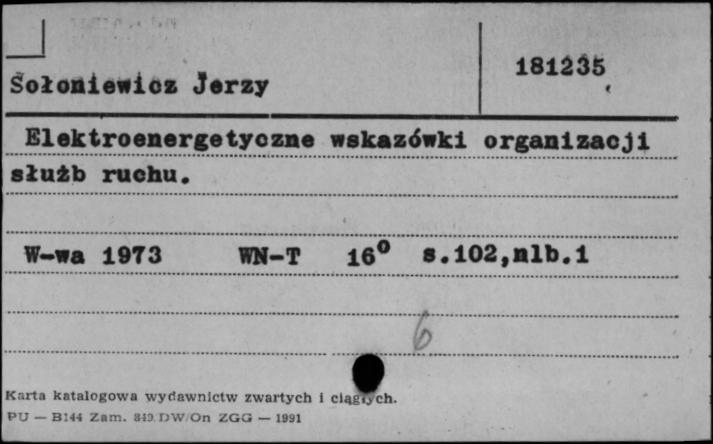 181235
Sołoniewicz Jerzy
Elektroenergetyczne wskazówki organizacji
służb ruchu.
W-wa 1973 WN-T 16⁰ s.102,nlb.1
6
Karta katalogowa wydawnictw zwartych i ciągłych.
PU — B144 Zam. 849.DW/On ZGG — 1991